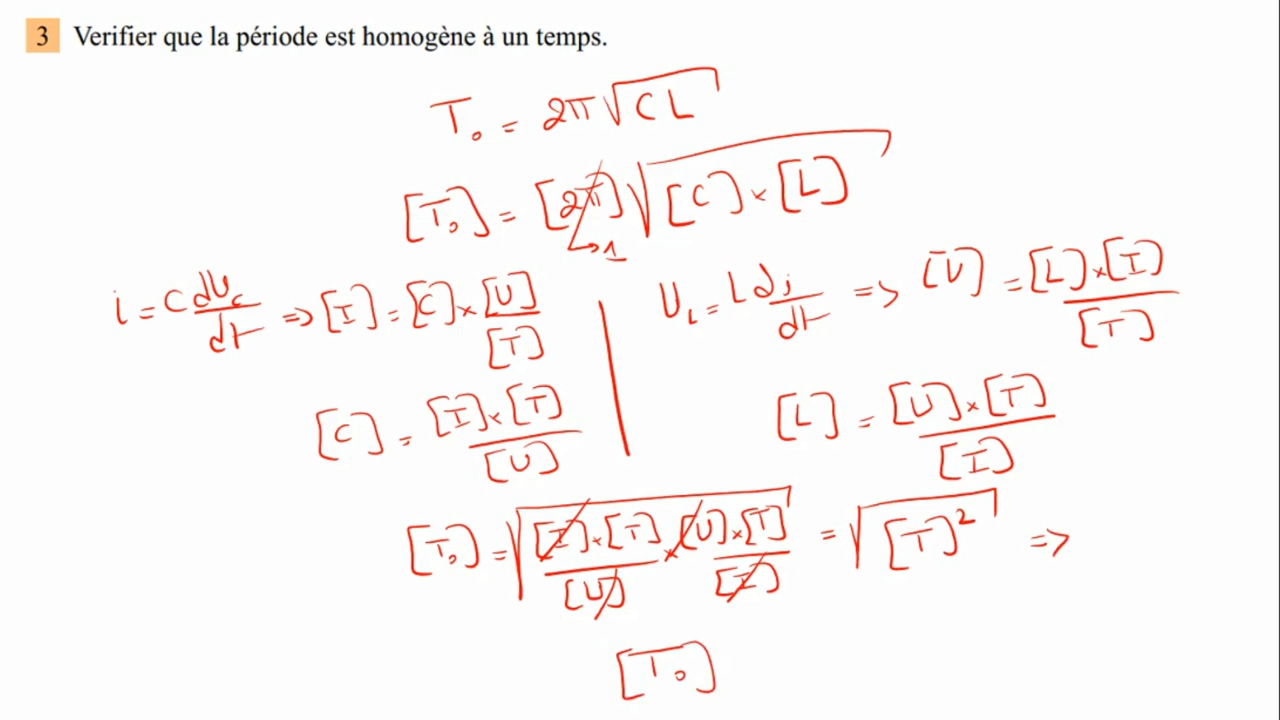 3 Verifier que la période est homogène à un temps.
T₀ = 2π√(CL)
[T₀] = [2π]√([C] × [L])
↳ 1
i = C dUc/dt => [I] = [C] × [U]/[T]
U_L = L di/dt => [U] = [L] × [I]/[T]
[C] = [I] × [T]/[U]
[L] = [U] × [T]/[I]
[T₀] = √([I] × [T]/[U] × [U] × [T]/[I]) = √([T]²) =>
[T₀]